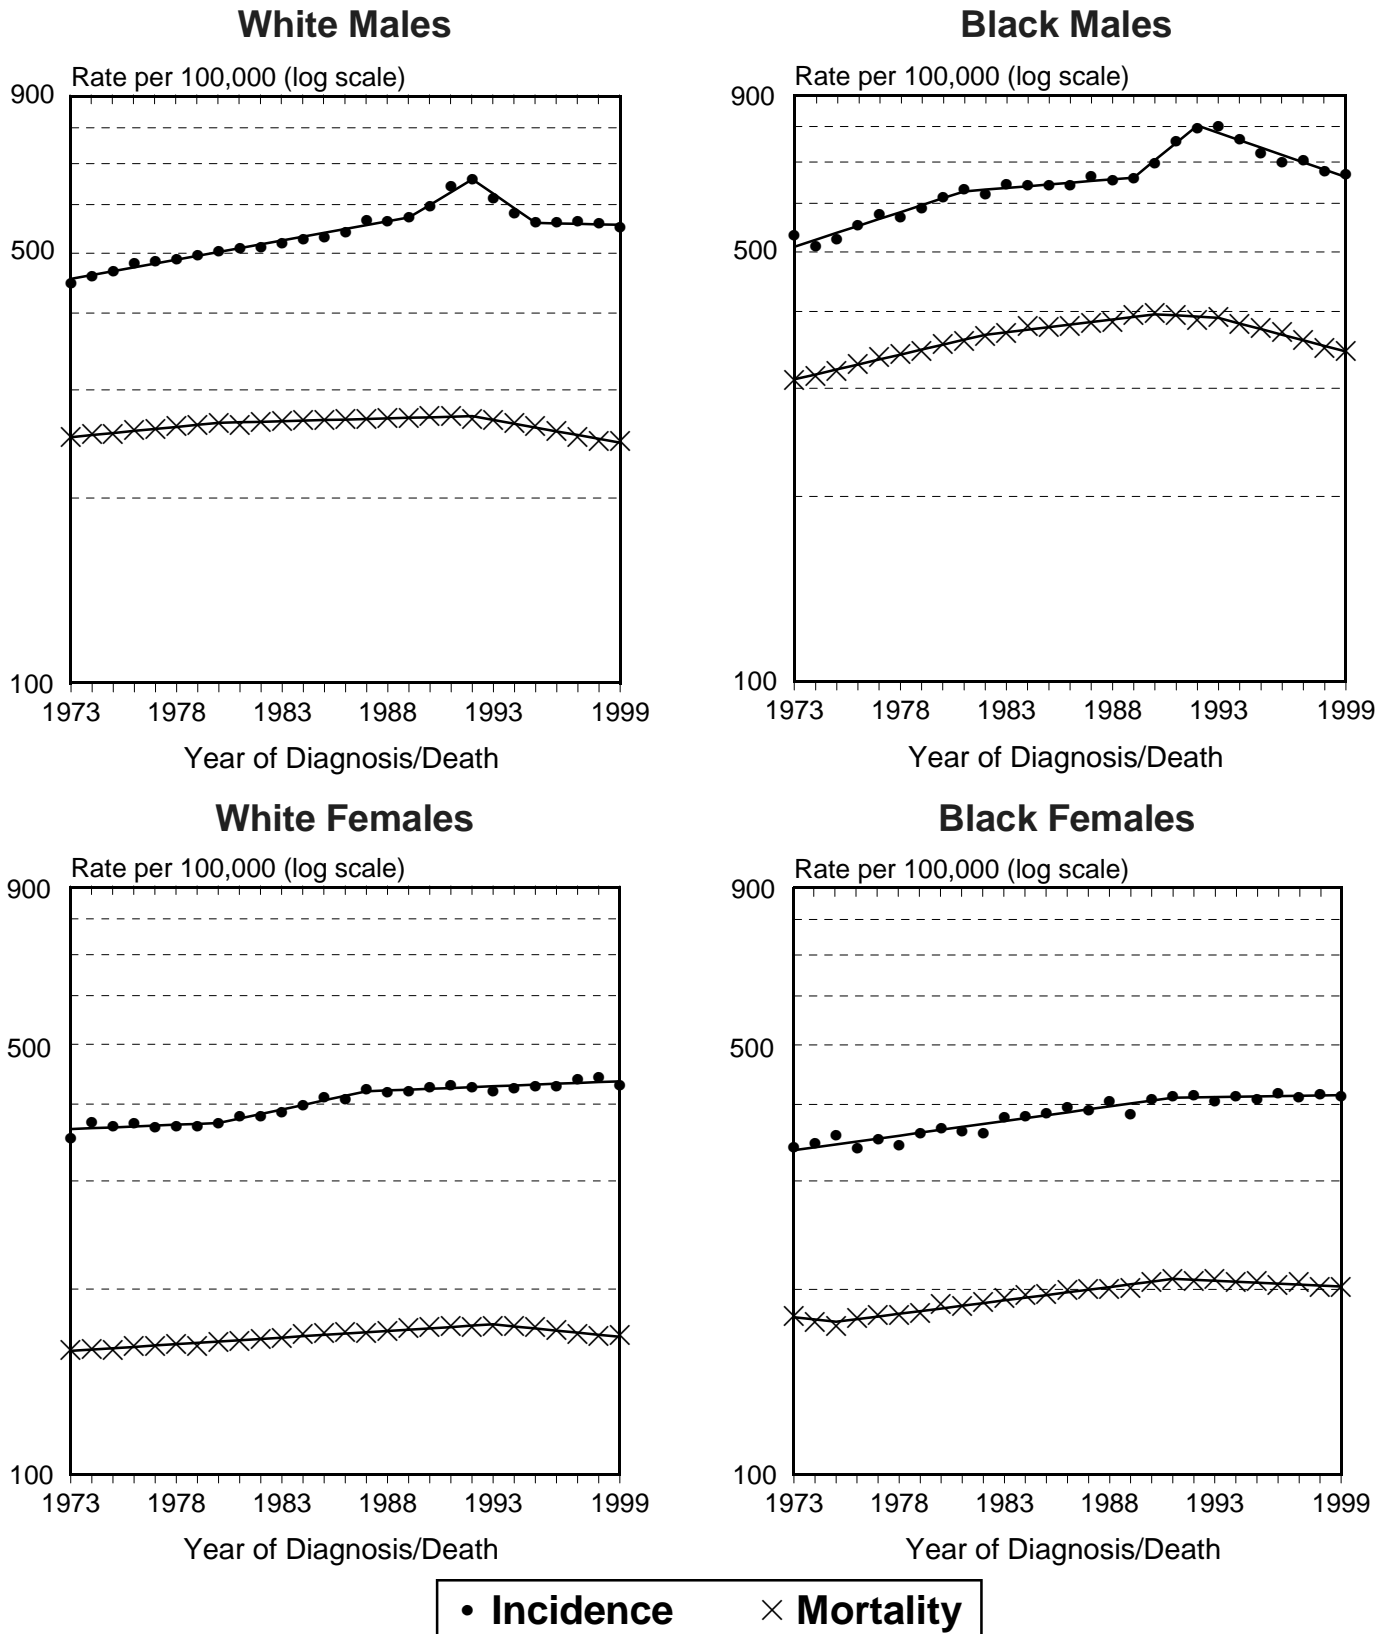 White Males
Rate per 100,000 (log scale)
900
500
100
1973 1978 1983 1988 1993 1999
Year of Diagnosis/Death
Black Males
Rate per 100,000 (log scale)
900
500
100
1973 1978 1983 1988 1993 1999
Year of Diagnosis/Death
White Females
Rate per 100,000 (log scale)
900
500
100
1973 1978 1983 1988 1993 1999
Year of Diagnosis/Death
Black Females
Rate per 100,000 (log scale)
900
500
100
1973 1978 1983 1988 1993 1999
Year of Diagnosis/Death
Incidence Mortality